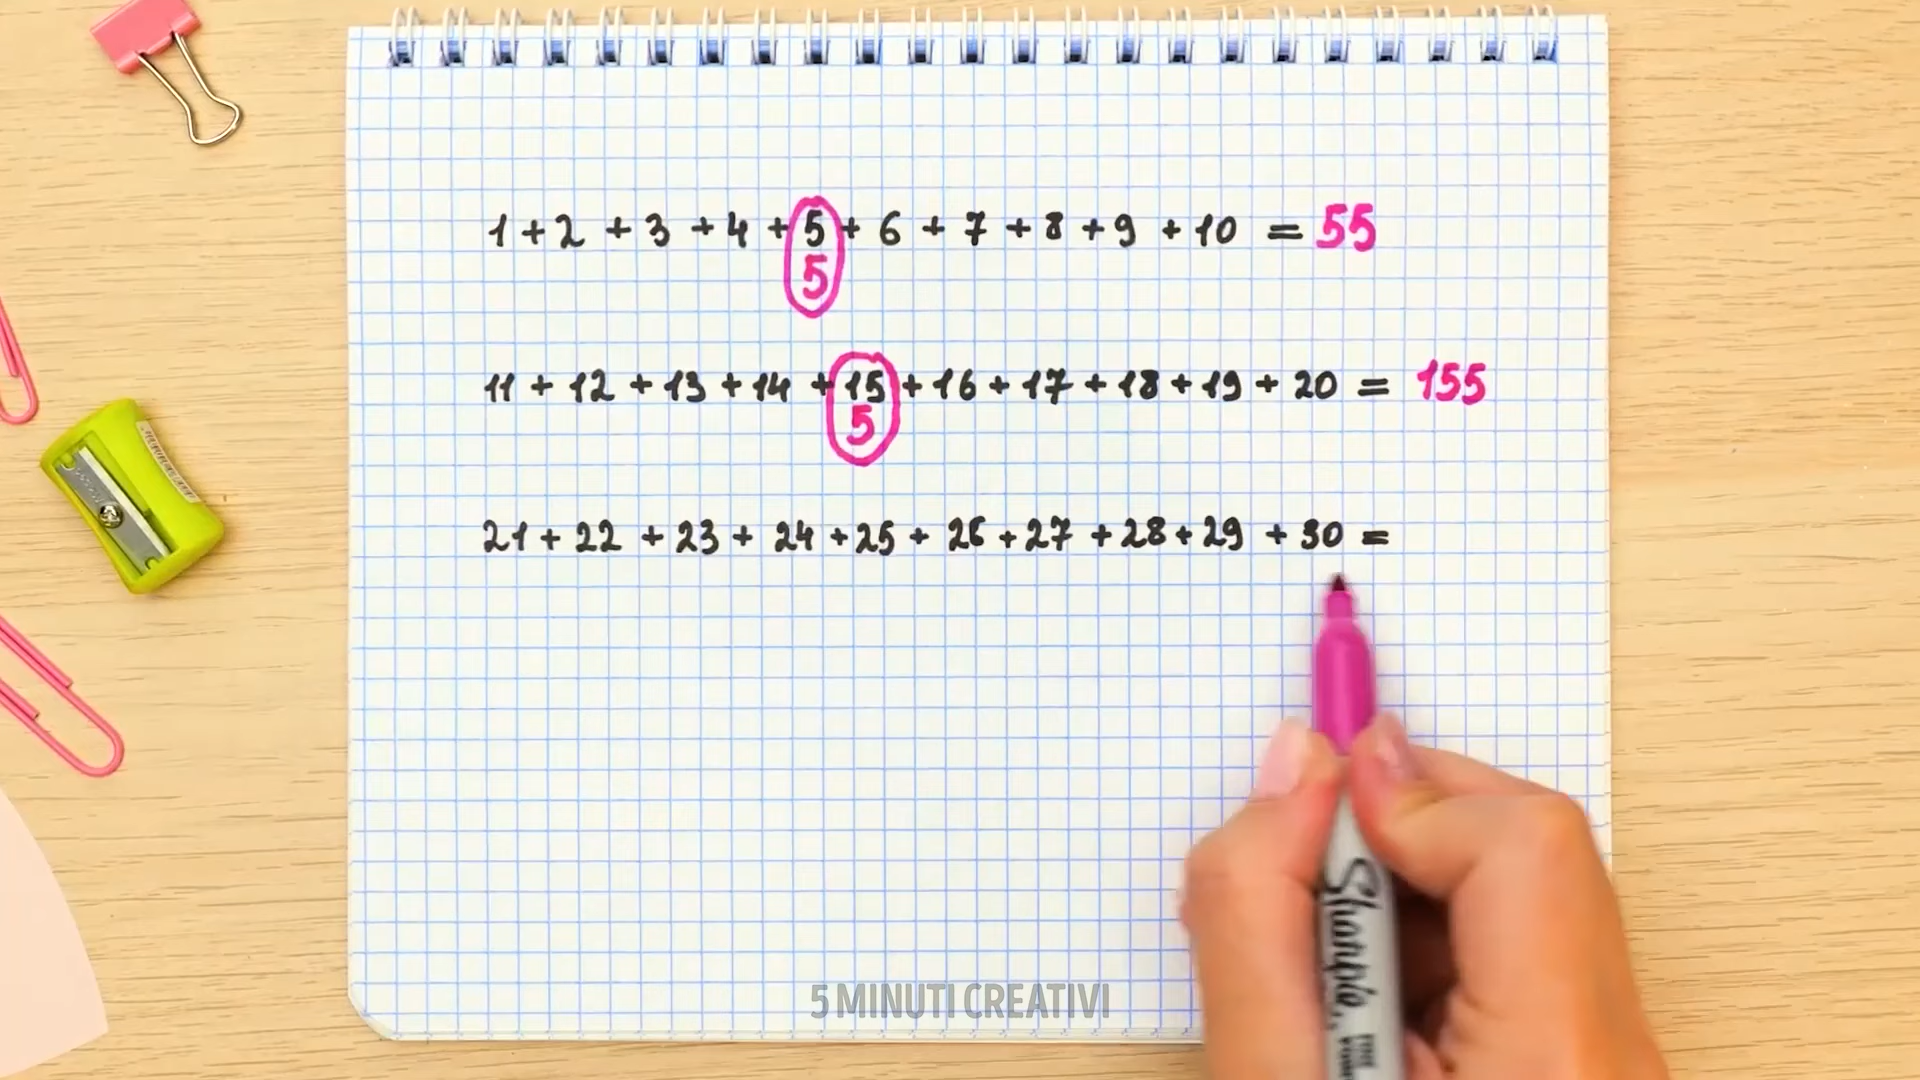 1 + 2 + 3 + 4 + 5 + 6 + 7 + 8 + 9 + 10 = 55
5
11 + 12 + 13 + 14 + 15 + 16 + 17 + 18 + 19 + 20 = 155
5
21 + 22 + 23 + 24 + 25 + 26 + 27 + 28 + 29 + 30 =
Sharpie
5 MINUTI CREATIVI